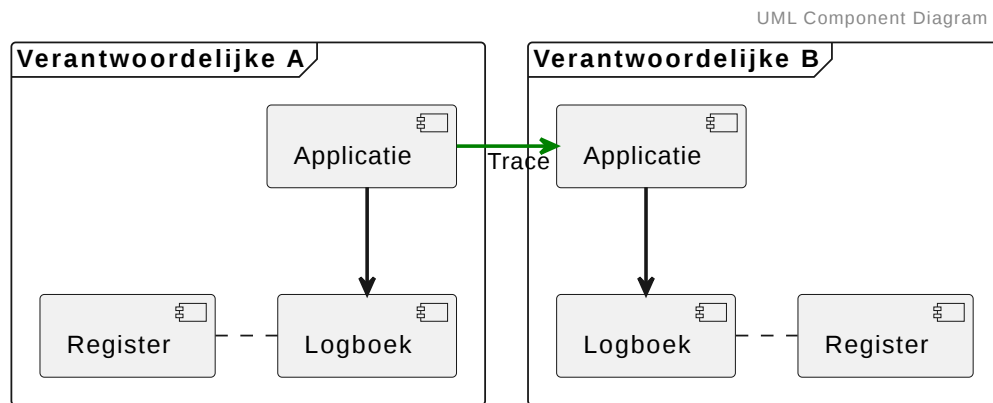 UML Component Diagram
Verantwoordelijke A
Verantwoordelijke B
Applicatie
Trace
Applicatie
Register
Logboek
Logboek
Register